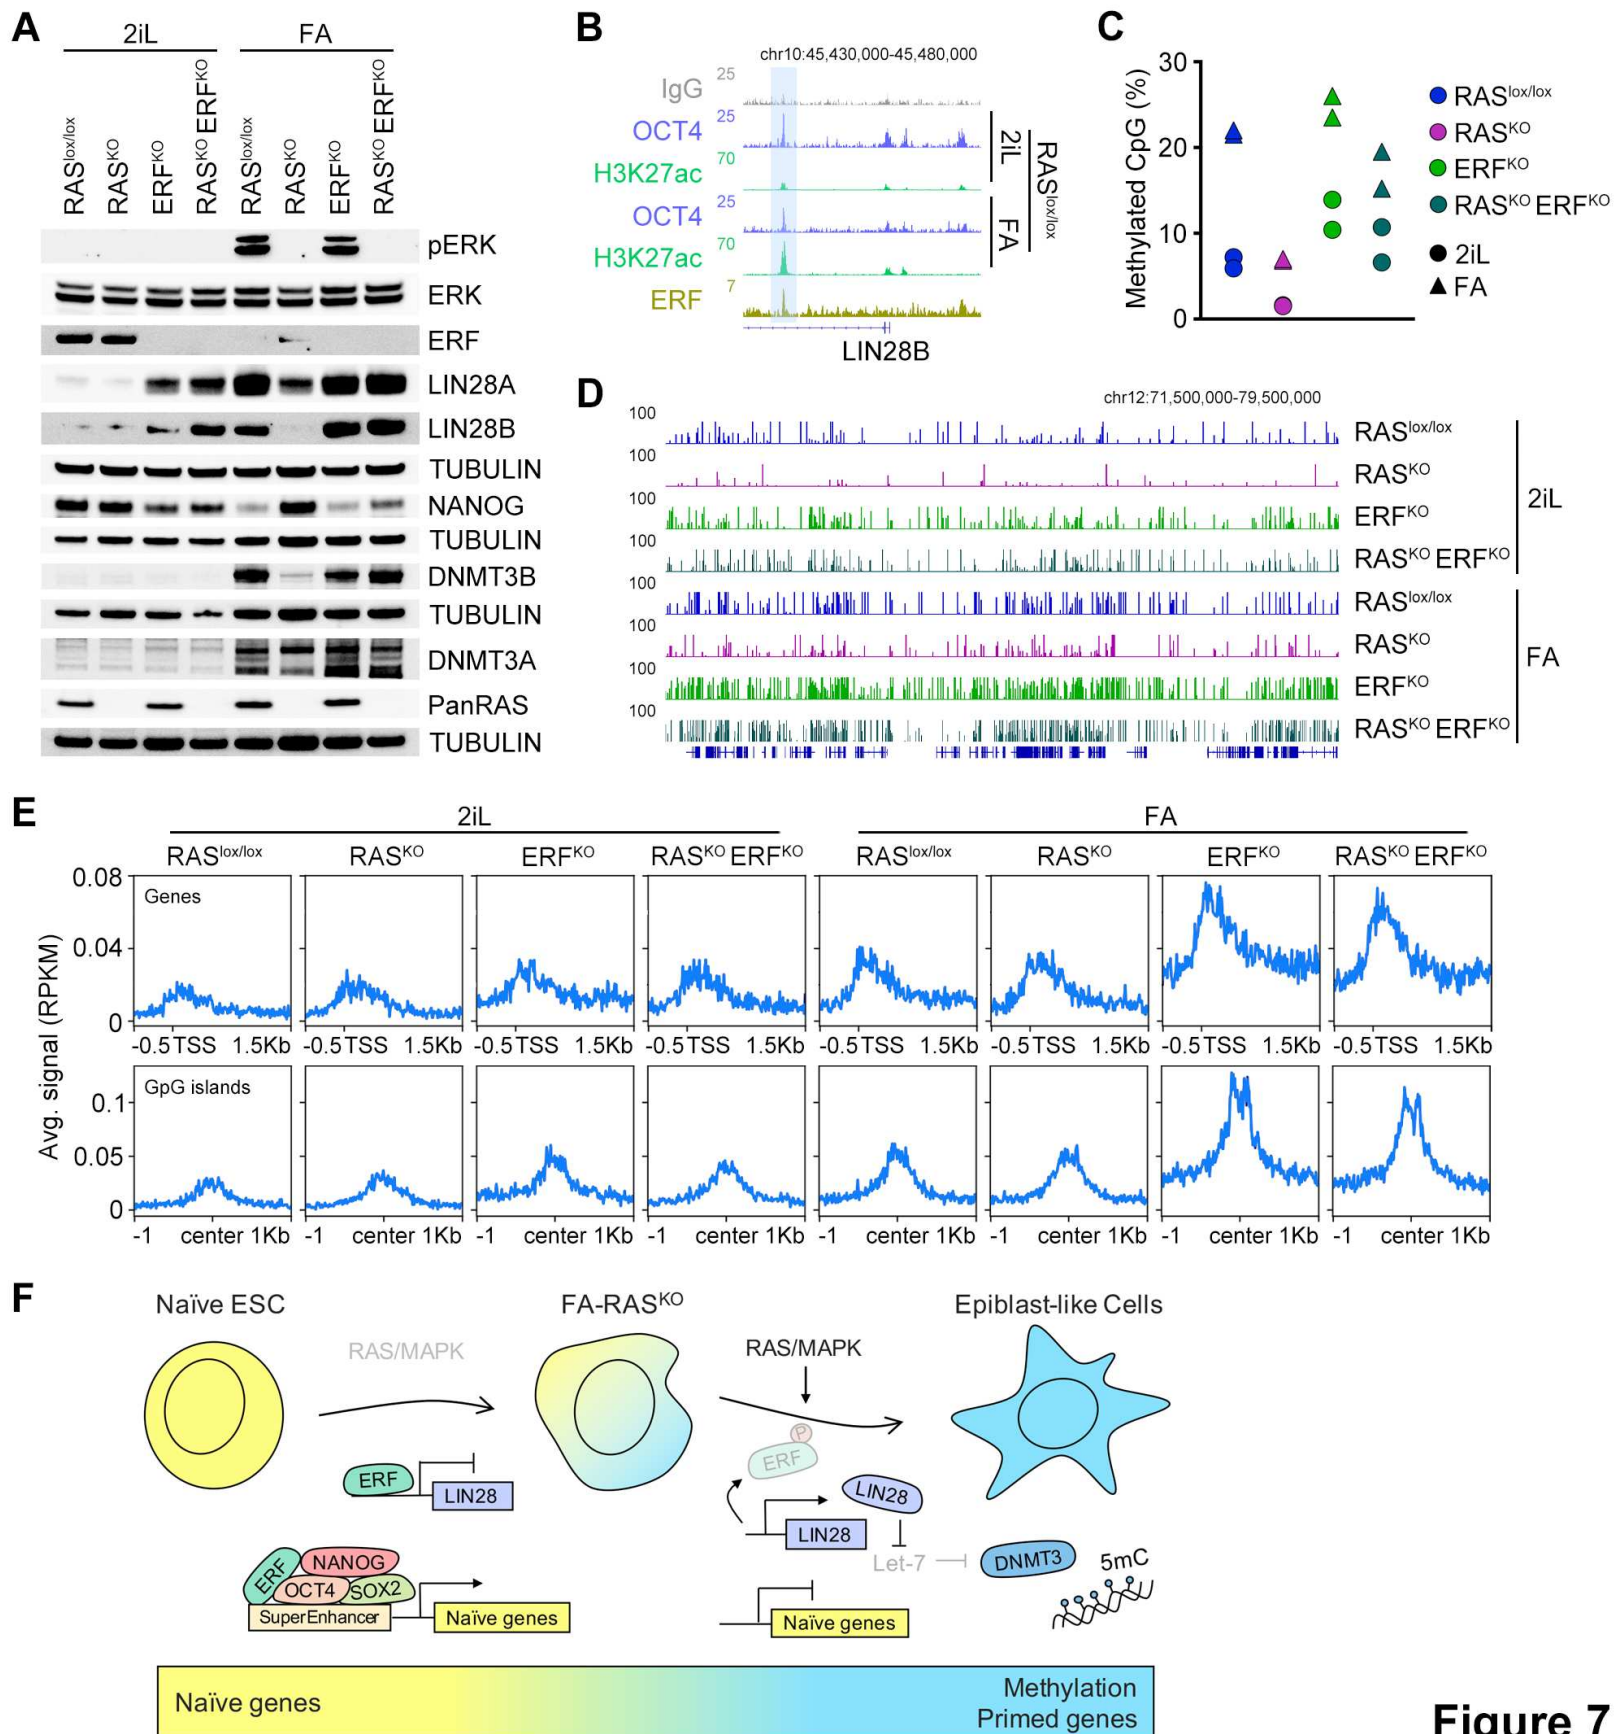 A
2iL
FA
RASlox/lox
RASKO
ERFKO
RASKO ERFKO
RASlox/lox
RASKO
ERFKO
RASKO ERFKO
pERK
ERK
ERF
LIN28A
LIN28B
TUBULIN
NANOG
TUBULIN
DNMT3B
TUBULIN
DNMT3A
PanRAS
TUBULIN
B
chr10:45,430,000-45,480,000
IgG 25
OCT4 25
H3K27ac 70
OCT4 25
H3K27ac 70
ERF 7
2iL
FA
RASlox/lox
LIN28B
C
Methylated CpG (%)
30
20
10
0
RASlox/lox
RASKO
ERFKO
RASKO ERFKO
2iL
FA
D
chr12:71,500,000-79,500,000
100 RASlox/lox
100 RASKO
100 ERFKO
100 RASKO ERFKO
2iL
100 RASlox/lox
100 RASKO
100 ERFKO
100 RASKO ERFKO
FA
E
2iL FA
RASlox/lox RASKO ERFKO RASKO ERFKO RASlox/lox RASKO ERFKO RASKO ERFKO
Avg. signal (RPKM)
0.08
0.04
0
Genes
-0.5 TSS 1.5Kb -0.5 TSS 1.5Kb -0.5 TSS 1.5Kb -0.5 TSS 1.5Kb -0.5 TSS 1.5Kb -0.5 TSS 1.5Kb -0.5 TSS 1.5Kb -0.5 TSS 1.5Kb
GpG islands
0.1
0.05
0
-1 center 1Kb -1 center 1Kb -1 center 1Kb -1 center 1Kb -1 center 1Kb -1 center 1Kb -1 center 1Kb -1 center 1Kb
F
Naïve ESC
FA-RASKO
Epiblast-like Cells
RAS/MAPK
RAS/MAPK
ERF
LIN28
P
ERF
LIN28
LIN28
Let-7
DNMT3
5mC
ERF
NANOG
OCT4
SOX2
SuperEnhancer
Naïve genes
Naïve genes
Naïve genes
Methylation
Primed genes
Figure 7